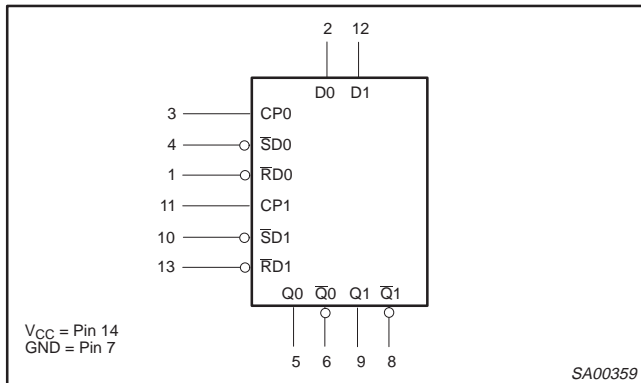 2 12
D0 D1
3 CP0
4 S̅D0
1 R̅D0
11 CP1
10 S̅D1
13 R̅D1
Q0 Q̅0 Q1 Q̅1
VCC = Pin 14
GND = Pin 7
5 6 9 8
SA00359